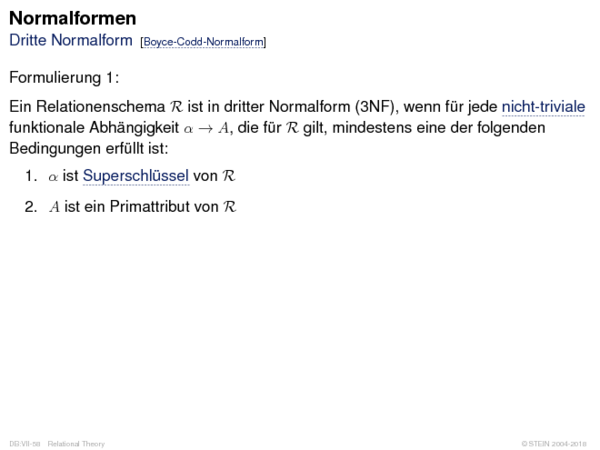 Normalformen
Dritte Normalform [Boyce-Codd-Normalform]
Formulierung 1:
Ein Relationenschema ℛ ist in dritter Normalform (3NF), wenn für jede nicht-triviale
funktionale Abhängigkeit α → A, die für ℛ gilt, mindestens eine der folgenden
Bedingungen erfüllt ist:
1. α ist Superschlüssel von ℛ
2. A ist ein Primattribut von ℛ
DB:VII-58 Relational Theory © STEIN 2004-2018